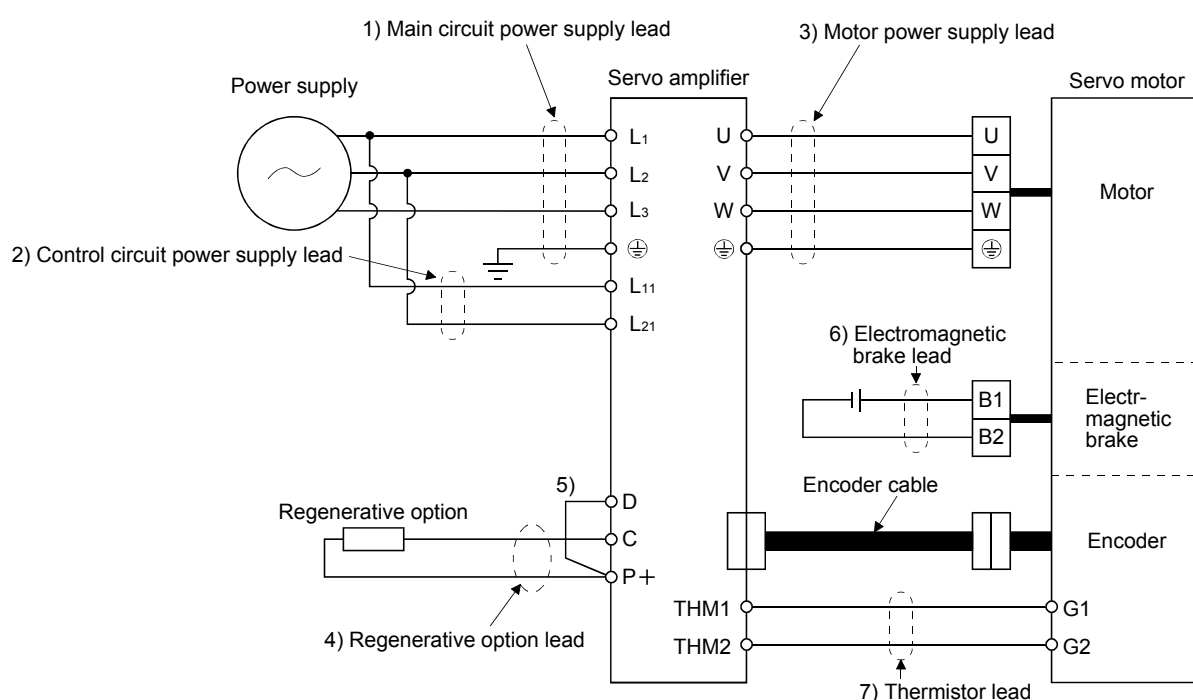 1) Main circuit power supply lead
3) Motor power supply lead
Power supply
Servo amplifier
Servo motor
L1
U
U
L2
V
V
Motor
L3
W
W
2) Control circuit power supply lead
L11
L21
6) Electromagnetic
brake lead
B1
B2
Electr-
magnetic
brake
5)
D
Encoder cable
Regenerative option
C
Encoder
P+
THM1
G1
4) Regenerative option lead
THM2
G2
7) Thermistor lead